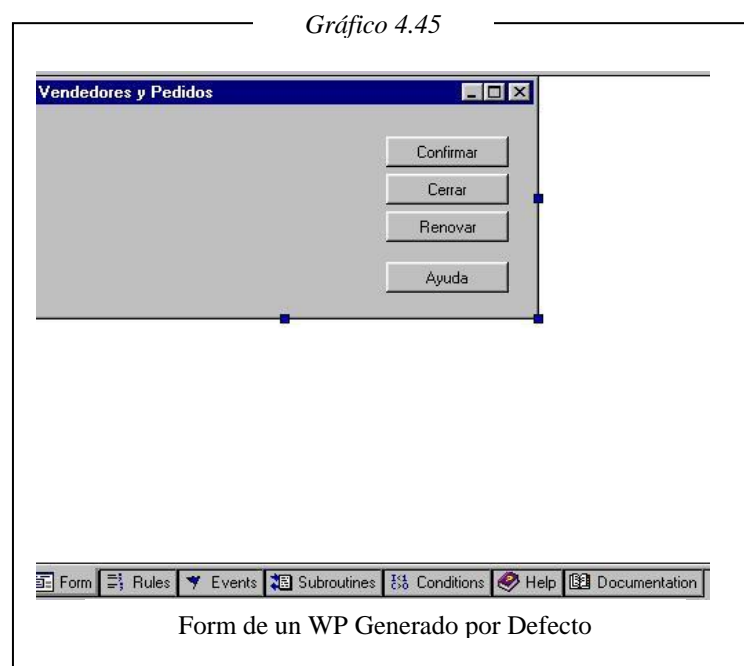 Gráfico 4.45
Vendedores y Pedidos
Confirmar
Cerrar
Renovar
Ayuda
Form Rules Events Subroutines Conditions Help Documentation
Form de un WP Generado por Defecto